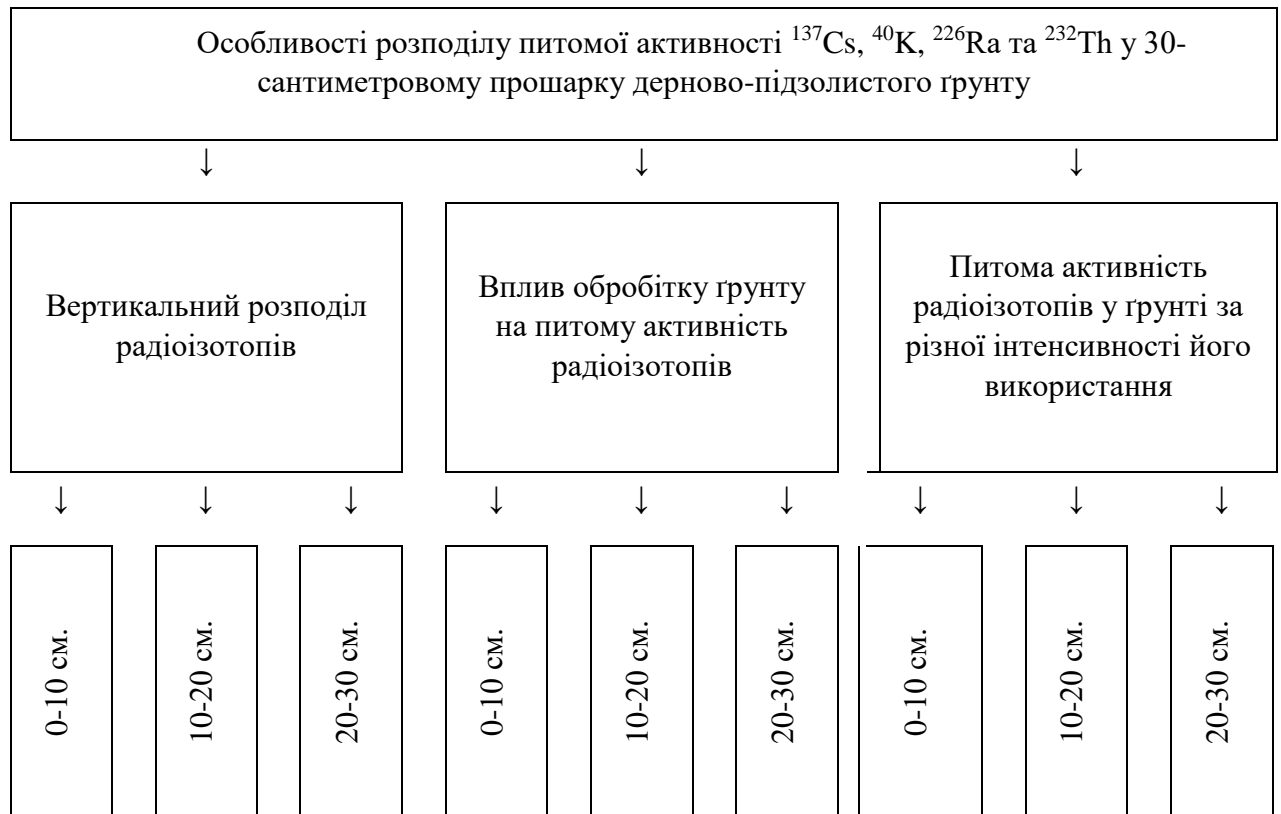 Особливості розподілу питомої активності ¹³⁷Cs, ⁴⁰K, ²²⁶Ra та ²³²Th у 30-
сантиметровому прошарку дерново-підзолистого ґрунту
↓ ↓ ↓
Вертикальний розподіл
радіоізотопів
Вплив обробітку ґрунту
на питому активність
радіоізотопів
Питома активність
радіоізотопів у ґрунті за
різної інтенсивності його
використання
↓ ↓ ↓ ↓ ↓ ↓ ↓ ↓ ↓
0-10 см.
10-20 см.
20-30 см.
0-10 см.
10-20 см.
20-30 см.
0-10 см.
10-20 см.
20-30 см.